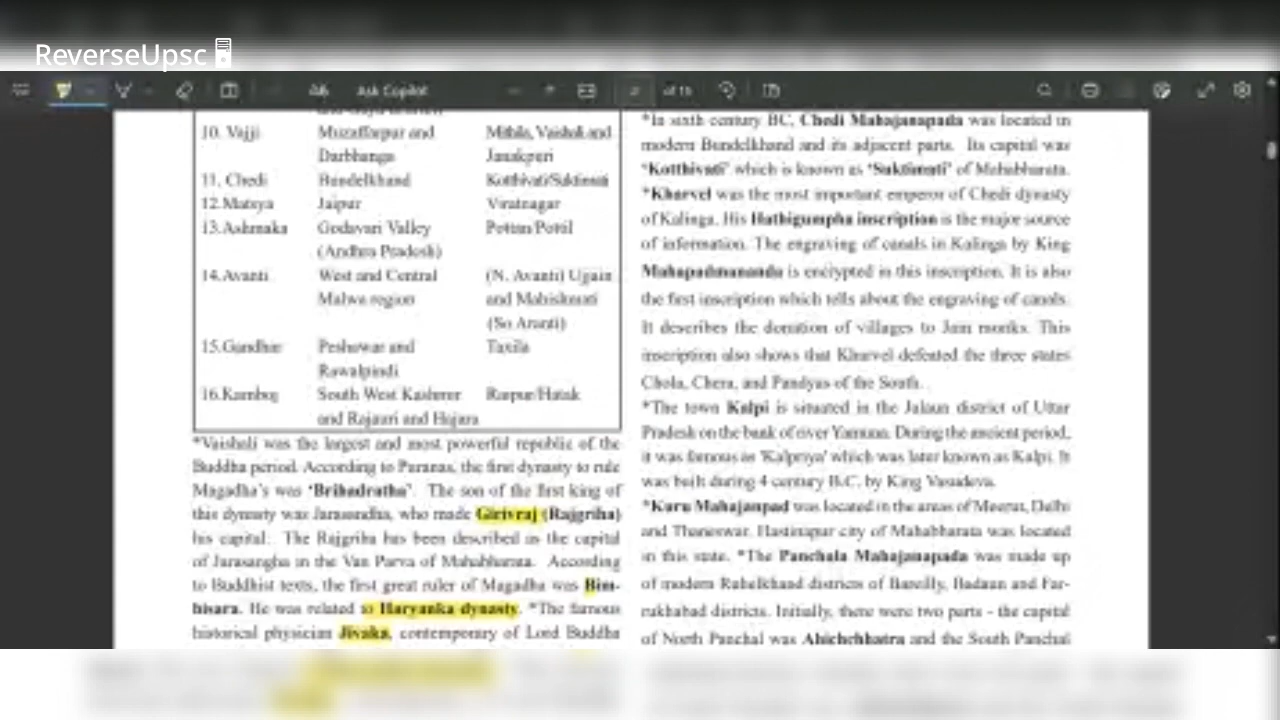 ReverseUpsc
Ask Copilot
of 16
10. Vajji Muzaffarpur and Mithila, Vaishali and
Darbhanga Janakpuri
11. Chedi Bundelkhand Kotthivati/Suktimati
12.Matsya Jaipur Viratnagar
13.Ashmaka Godavari Valley Pottan/Potil
(Andhra Pradesh)
14.Avanti West and Central (N. Avanti) Ujjain
Malwa region and Mahishmati
(So Avanti)
15.Gandhar Peshawar and Taxila
Rawalpindi
16.Kamboj South West Kashmir
and Rajauri and Hajara
*Vaishali was the largest and most powerful republic of the
Buddha period. According to Puranas, the first dynasty to rule
Magadha's was 'Brihadratha'. The son of the first king of
this dynasty was Jarasandha, who made Girivraj (Rajgriha)
his capital. The Rajgriha has been described as the capital
of Jarasangha in the Van Parva of Mahabharata. According
to Buddhist texts, the first great ruler of Magadha was Bim-
bisara. He was related to Haryanka dynasty. *The famous
historical physician Jivaka, contemporary of Lord Buddha
*In sixth century BC, Chedi Mahajanapada was located in
modern Bundelkhand and its adjacent parts. Its capital was
'Kotthivati' which is known as 'Suktimati' of Mahabharata.
*Kharvel was the most important emperor of Chedi dynasty
of Kalinga. His Hathigumpha inscription is the major source
of information. The engraving of canals in Kalinga by King
Mahapadmananda is encrypted in this inscription. It is also
the first inscription which tells about the engraving of canals.
It describes the donation of villages to Jain monks. This
inscription also shows that Kharvel defeated the three states
Chola, Chera, and Pandyas of the South.
*The town Kalpi is situated in the Jalaun district of Uttar
Pradesh on the bank of river Yamuna. During the ancient period,
it was famous as 'Kalpriya' which was later known as Kalpi. It
was built during 4 century B.C. by King Vasudeva.
*Kuru Mahajanpad was located in the areas of Meerut, Delhi
and Thaneswar. Hastinapur city of Mahabharata was located
in this state. *The Panchala Mahajanapada was made up
of modern Ruhelkhand districts of Bareilly, Badaun and Far-
rukhabad districts. Initially, there were two parts - the capital
of North Panchal was Ahichchhatra and the South Panchal